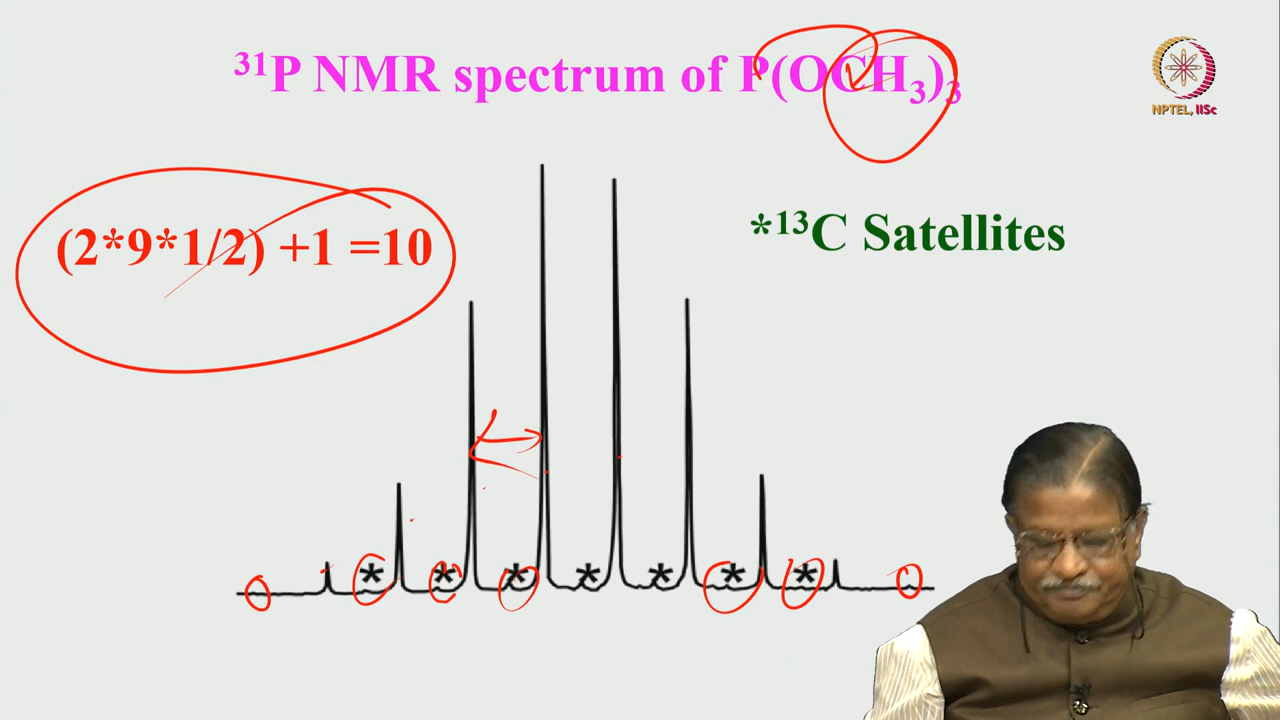 ³¹P NMR spectrum of P(OCH₃)₃
NPTEL, IISc
(2*9*1/2) +1 =10
*¹³C Satellites
* * * * * * *